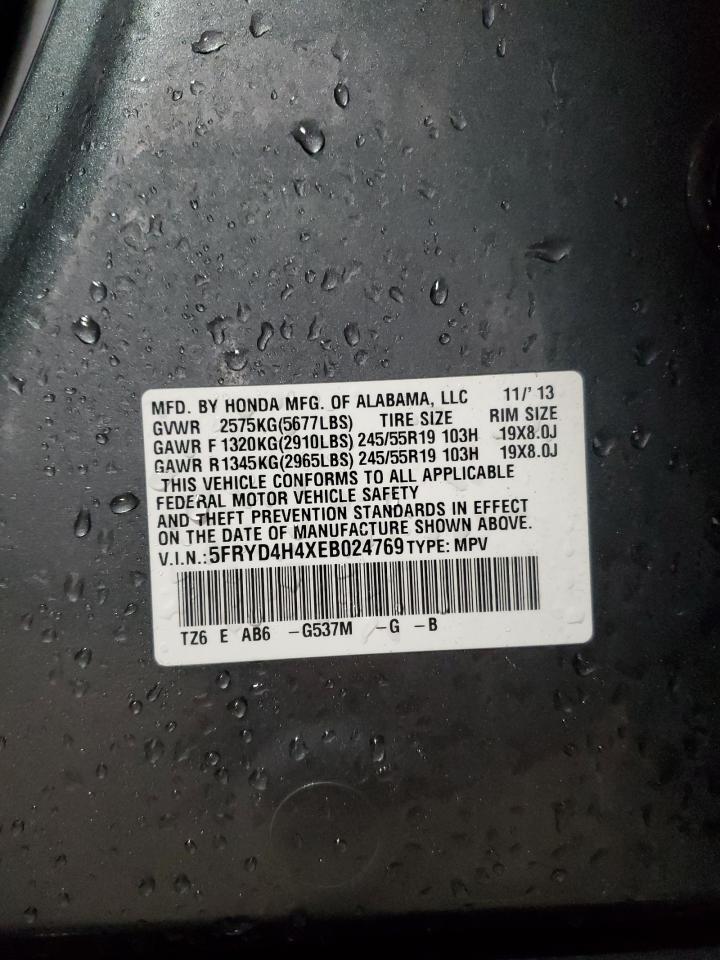 MFD. BY HONDA MFG. OF ALABAMA, LLC 11/' 13
GVWR 2575KG(5677LBS) TIRE SIZE RIM SIZE
GAWR F 1320KG(2910LBS) 245/55R19 103H 19X8.0J
GAWR R1345KG(2965LBS) 245/55R19 103H 19X8.0J
THIS VEHICLE CONFORMS TO ALL APPLICABLE
FEDERAL MOTOR VEHICLE SAFETY
AND THEFT PREVENTION STANDARDS IN EFFECT
ON THE DATE OF MANUFACTURE SHOWN ABOVE.
V.I.N.: 5FRYD4H4XEB024769 TYPE: MPV
TZ6 E AB6 -G537M -G -B